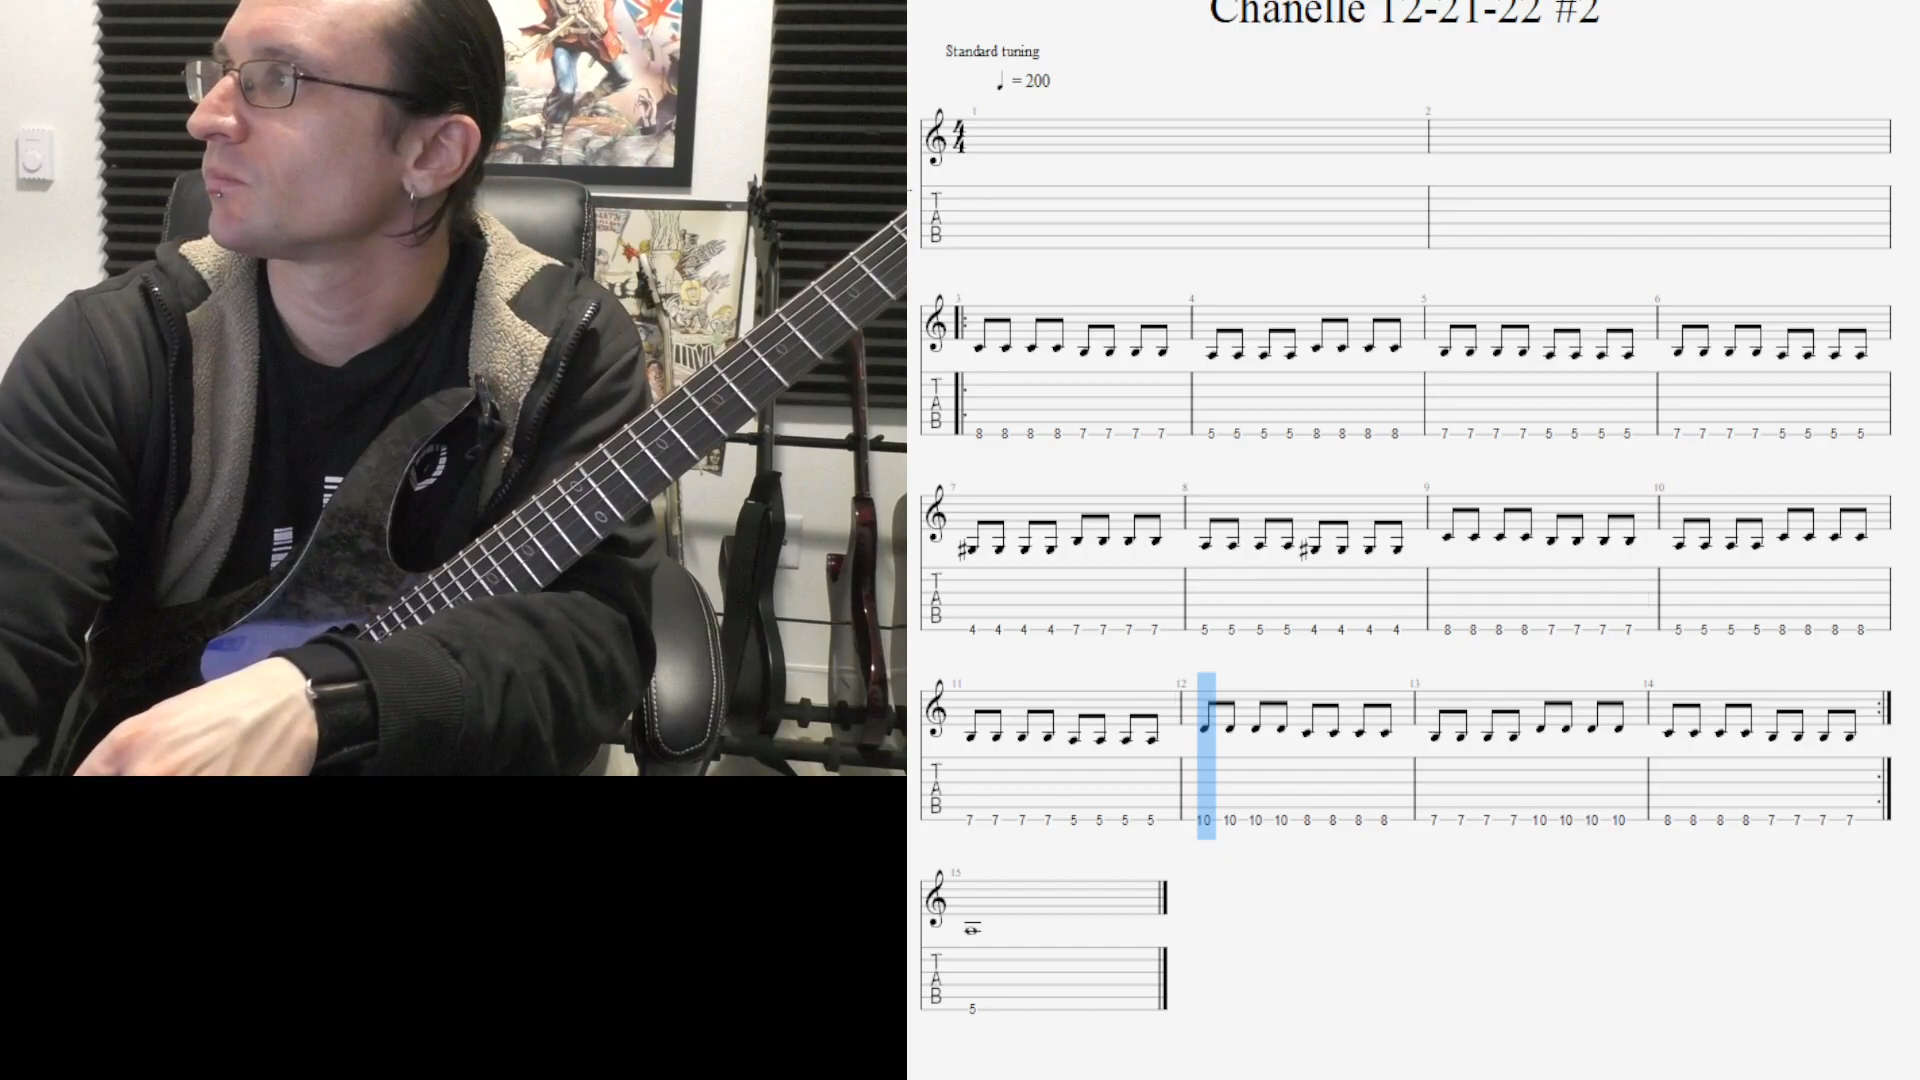 Chanelle 12-21-22 #2
Standard tuning
= 200
1 2
4
4
T
A
B
3 4 5 6
T
A
B
8 8 8 8 7 7 7 7 5 5 5 5 8 8 8 8 7 7 7 7 5 5 5 5 7 7 7 7 5 5 5 5
7 8 9 10
T
A
B
4 4 4 4 7 7 7 7 5 5 5 5 4 4 4 4 8 8 8 8 7 7 7 7 5 5 5 5 8 8 8 8
11 12 13 14
T
A
B
7 7 7 7 5 5 5 5 10 10 10 10 8 8 8 8 7 7 7 7 10 10 10 10 8 8 8 8 7 7 7 7
15
T
A
B
5